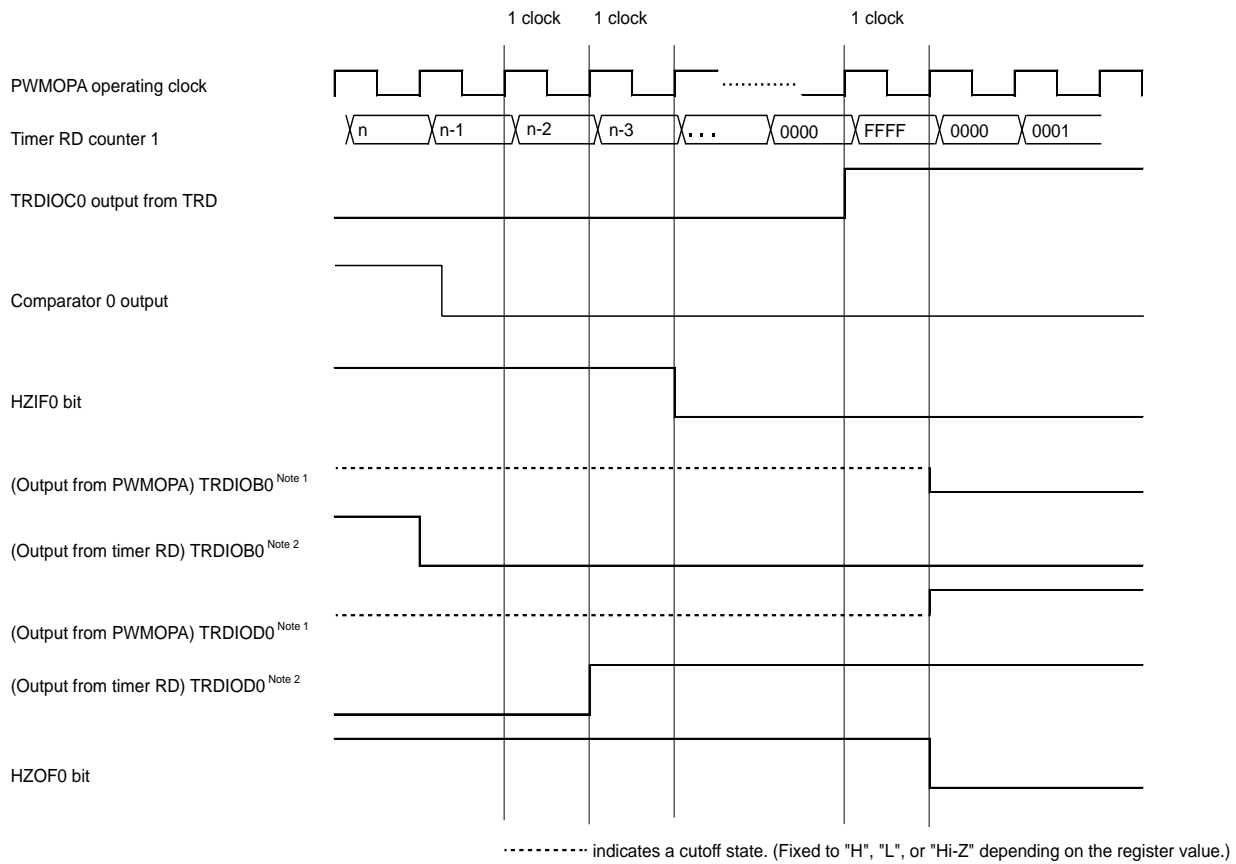 1 clock 1 clock 1 clock
PWMOPA operating clock
Timer RD counter 1 n n-1 n-2 n-3 ... 0000 FFFF 0000 0001
TRDIOC0 output from TRD
Comparator 0 output
HZIF0 bit
(Output from PWMOPA) TRDIOB0 Note 1
(Output from timer RD) TRDIOB0 Note 2
(Output from PWMOPA) TRDIOD0 Note 1
(Output from timer RD) TRDIOD0 Note 2
HZOF0 bit
indicates a cutoff state. (Fixed to "H", "L", or "Hi-Z" depending on the register value.)